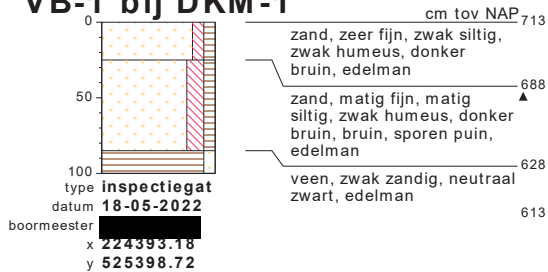 VB-1 bij DKM-1
cm tov NAP
0
713
zand, zeer fijn, zwak siltig,
zwak humeus, donker
bruin, edelman
688
50
zand, matig fijn, matig
siltig, zwak humeus, donker
bruin, bruin, sporen puin,
edelman
628
100
veen, zwak zandig, neutraal
zwart, edelman
613
type inspectiegat
datum 18-05-2022
boormeester
x 224393.18
y 525398.72